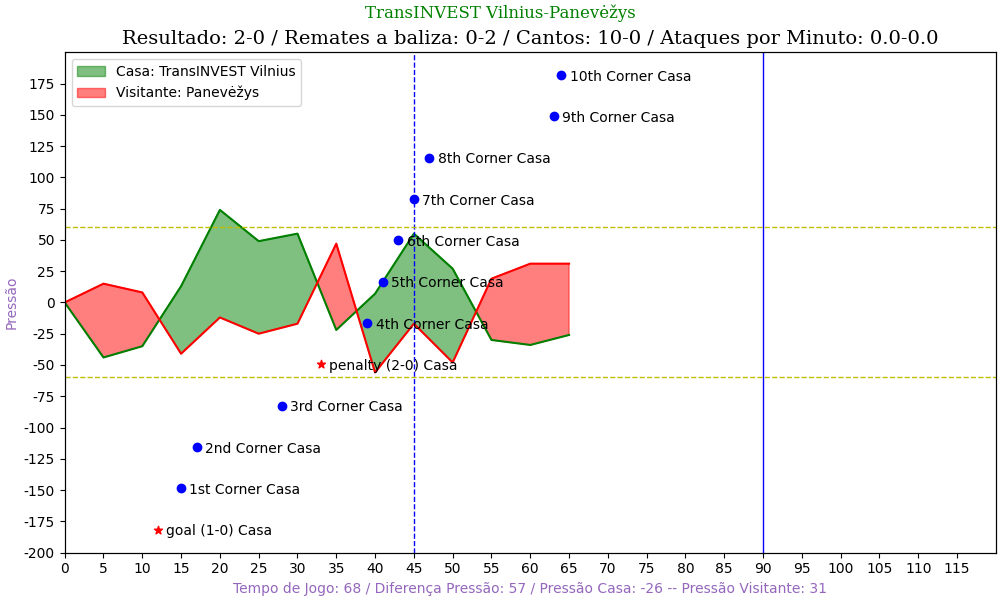 TransINVEST Vilnius-Panevėžys
Resultado: 2-0 / Remates a baliza: 0-2 / Cantos: 10-0 / Ataques por Minuto: 0.0-0.0
Casa: TransINVEST Vilnius
Visitante: Panevėžys
10th Corner Casa
9th Corner Casa
8th Corner Casa
7th Corner Casa
6th Corner Casa
5th Corner Casa
4th Corner Casa
penalty (2-0) Casa
3rd Corner Casa
2nd Corner Casa
1st Corner Casa
goal (1-0) Casa
Pressão
175
150
125
100
75
50
25
0
-25
-50
-75
-100
-125
-150
-175
-200
0 5 10 15 20 25 30 35 40 45 50 55 60 65 70 75 80 85 90 95 100 105 110 115
Tempo de Jogo: 68 / Diferença Pressão: 57 / Pressão Casa: -26 -- Pressão Visitante: 31